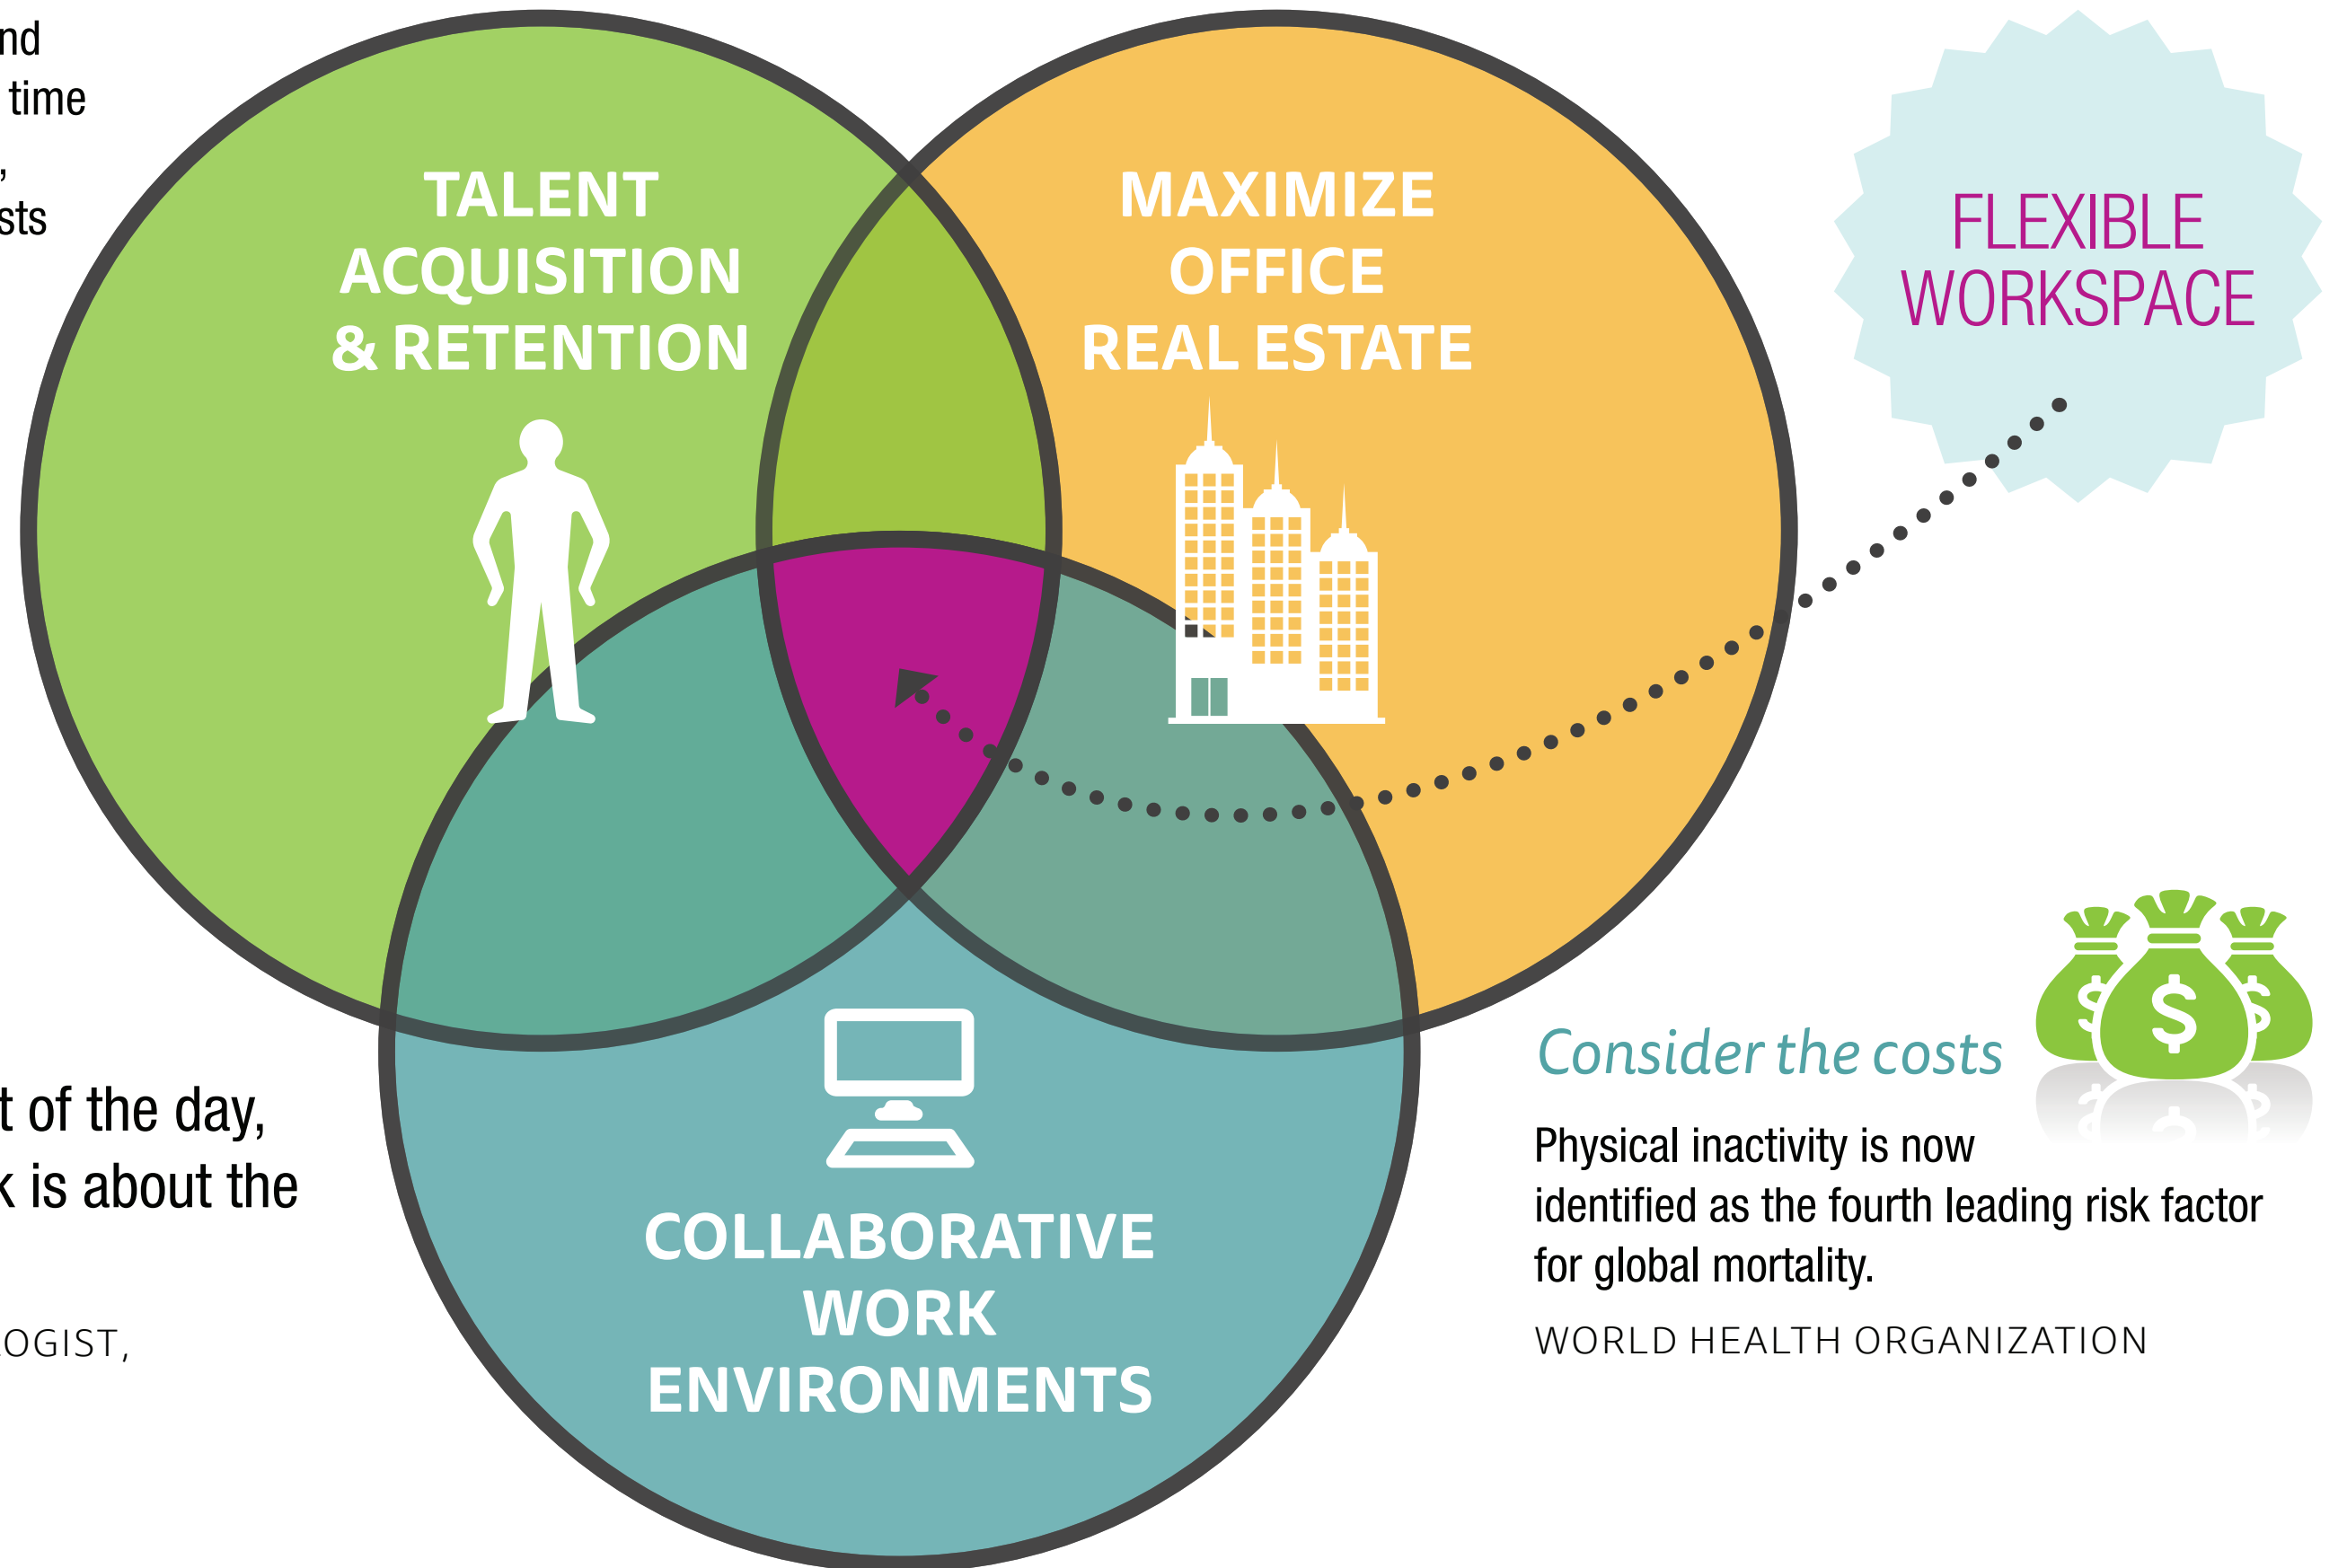 nd
time
,
sts
TALENT
ACQUISITION
& RETENTION
MAXIMIZE
OFFICE
REAL ESTATE
FLEXIBLE
WORKSPACE
t of the day,
k is about the
OGIST,
COLLABORATIVE
WORK
ENVIRONMENTS
Consider the costs
$ $ $
Physical inactivity is now
identified as the fourth leading risk factor
for global mortality.
WORLD HEALTH ORGANIZATION